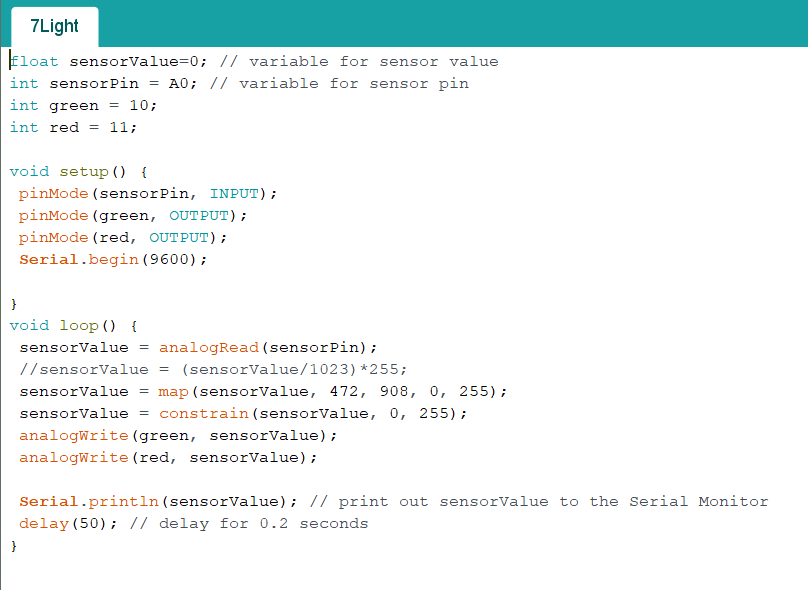 7Light
float sensorValue=0; // variable for sensor value
int sensorPin = A0; // variable for sensor pin
int green = 10;
int red = 11;
void setup() {
pinMode(sensorPin, INPUT);
pinMode(green, OUTPUT);
pinMode(red, OUTPUT);
Serial.begin(9600);
}
void loop() {
sensorValue = analogRead(sensorPin);
//sensorValue = (sensorValue/1023)*255;
sensorValue = map(sensorValue, 472, 908, 0, 255);
sensorValue = constrain(sensorValue, 0, 255);
analogWrite(green, sensorValue);
analogWrite(red, sensorValue);
Serial.println(sensorValue); // print out sensorValue to the Serial Monitor
delay(50); // delay for 0.2 seconds
}